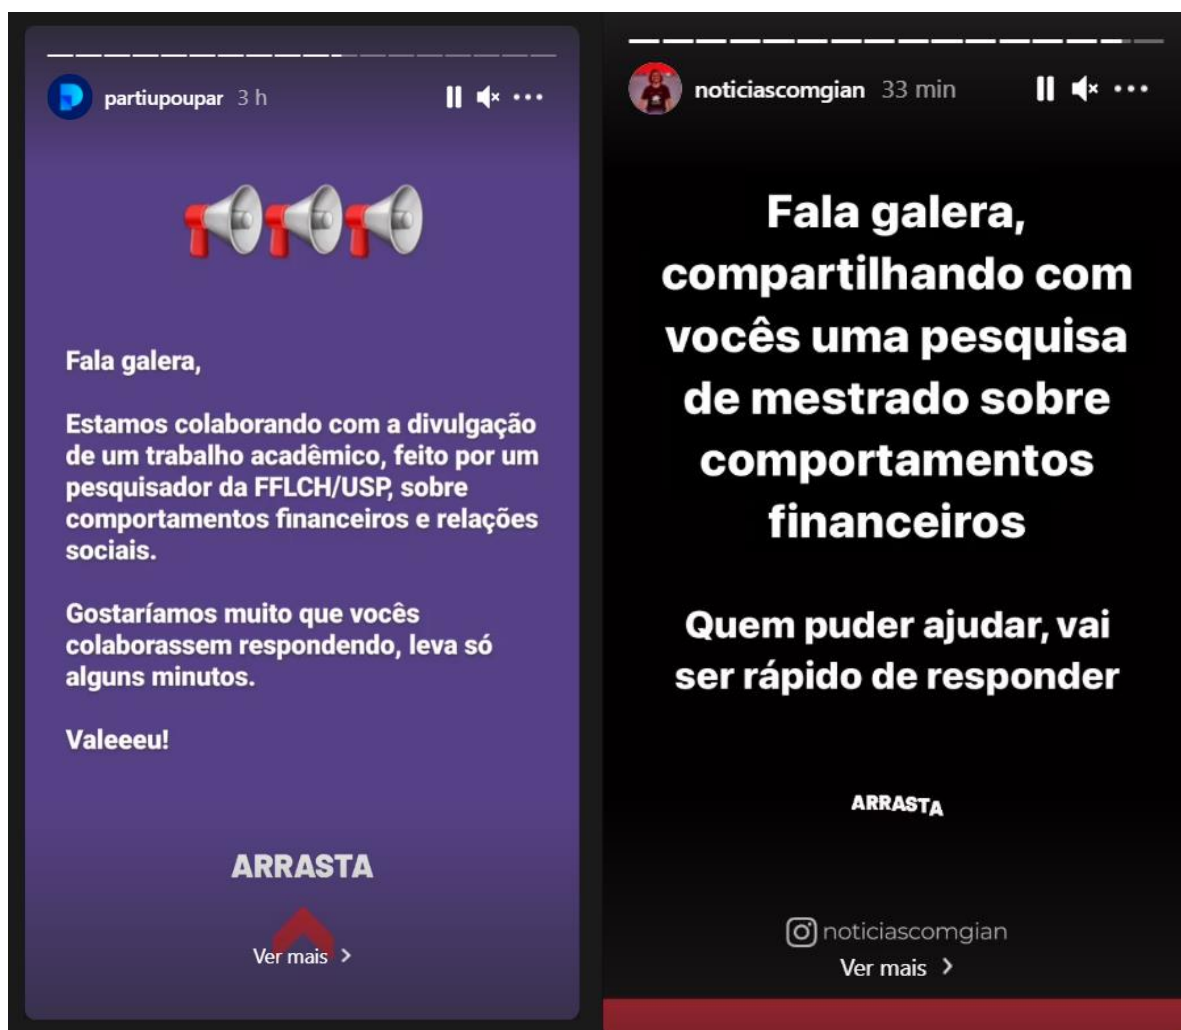 partiupoupar 3 h
Fala galera,
Estamos colaborando com a divulgação
de um trabalho acadêmico, feito por um
pesquisador da FFLCH/USP, sobre
comportamentos financeiros e relações
sociais.
Gostaríamos muito que vocês
colaborassem respondendo, leva só
alguns minutos.
Valeeeu!
ARRASTA
Ver mais >
noticiascomgian 33 min
Fala galera,
compartilhando com
vocês uma pesquisa
de mestrado sobre
comportamentos
financeiros
Quem puder ajudar, vai
ser rápido de responder
ARRASTA
noticiascomgian
Ver mais >